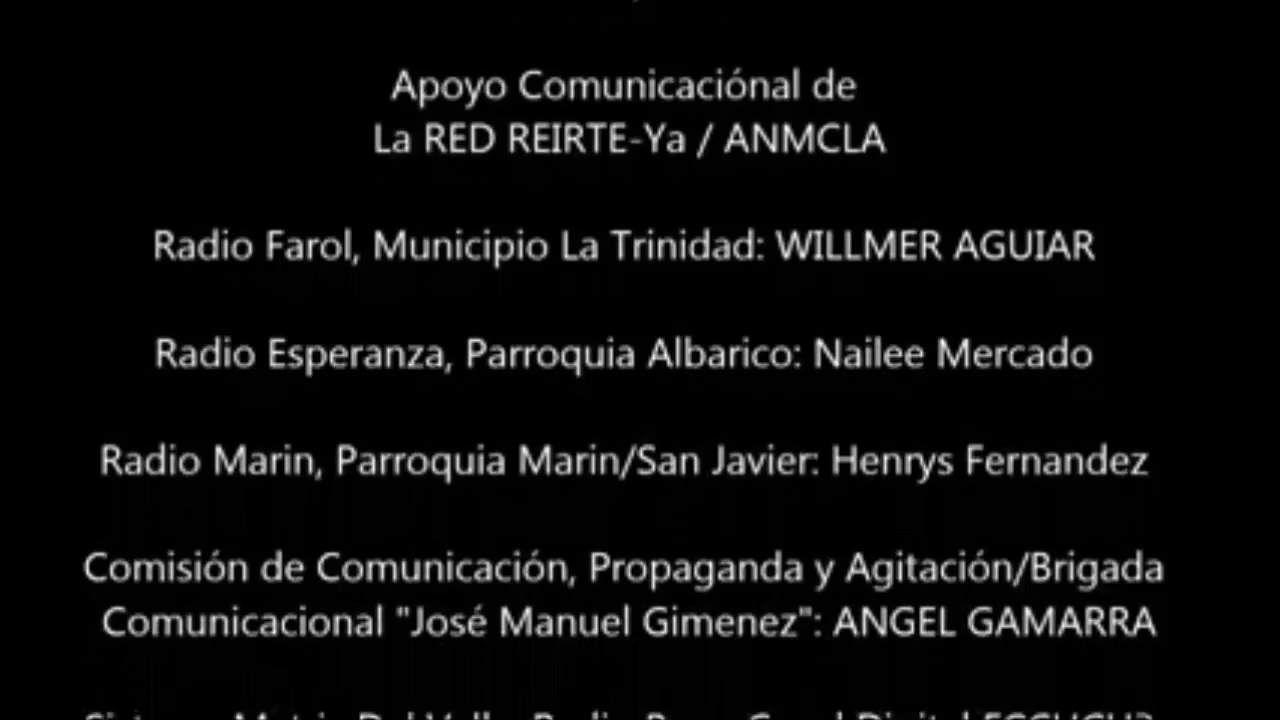 Apoyo Comunicaciónal de
La RED REIRTE-Ya / ANMCLA
Radio Farol, Municipio La Trinidad: WILLMER AGUIAR
Radio Esperanza, Parroquia Albarico: Nailee Mercado
Radio Marin, Parroquia Marin/San Javier: Henrys Fernandez
Comisión de Comunicación, Propaganda y Agitación/Brigada
Comunicacional "José Manuel Gimenez": ANGEL GAMARRA